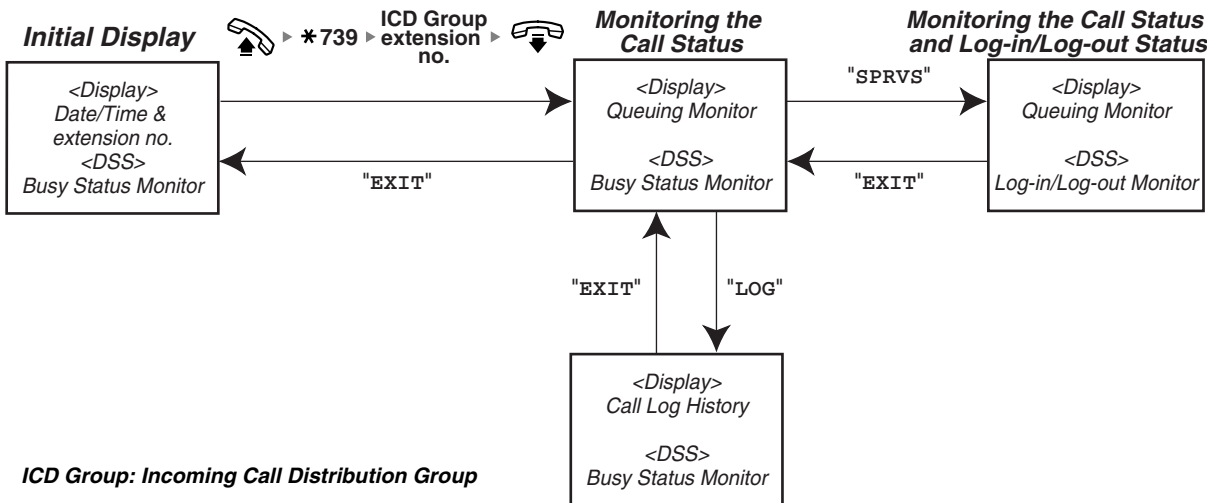 Initial Display
✱739
ICD Group
extension
no.
Monitoring the
Call Status
Monitoring the Call Status
and Log-in/Log-out Status
<Display>
Date/Time &
extension no.
<DSS>
Busy Status Monitor
"EXIT"
<Display>
Queuing Monitor
<DSS>
Busy Status Monitor
"SPRVS"
"EXIT"
<Display>
Queuing Monitor
<DSS>
Log-in/Log-out Monitor
"EXIT"
"LOG"
<Display>
Call Log History
<DSS>
Busy Status Monitor
ICD Group: Incoming Call Distribution Group